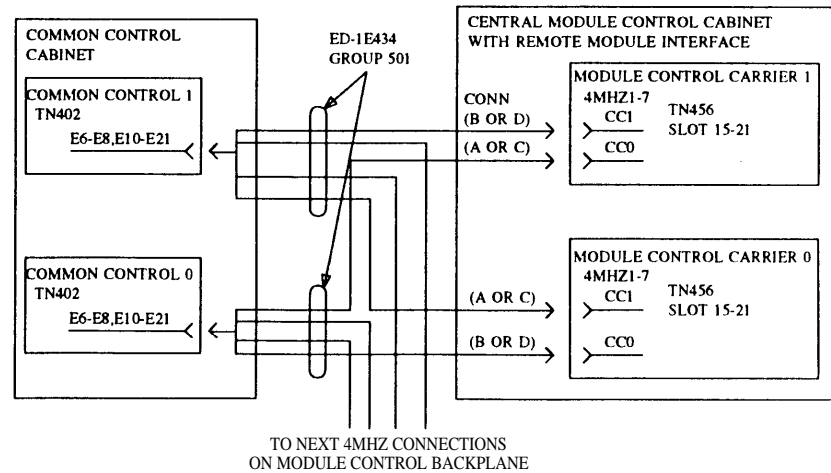 COMMON CONTROL
CABINET
COMMON CONTROL 1
TN402
E6-E8,E10-E21
COMMON CONTROL 0
TN402
E6-E8,E10-E21
ED-1E434
GROUP 501
CENTRAL MODULE CONTROL CABINET
WITH REMOTE MODULE INTERFACE
CONN
(B OR D)
(A OR C)
MODULE CONTROL CARRIER 1
4MHZ1-7
CC1
TN456
SLOT 15-21
CC0
(A OR C)
(B OR D)
MODULE CONTROL CARRIER 0
4MHZ1-7
CC1
TN456
SLOT 15-21
CC0
TO NEXT 4MHZ CONNECTIONS
ON MODULE CONTROL BACKPLANE